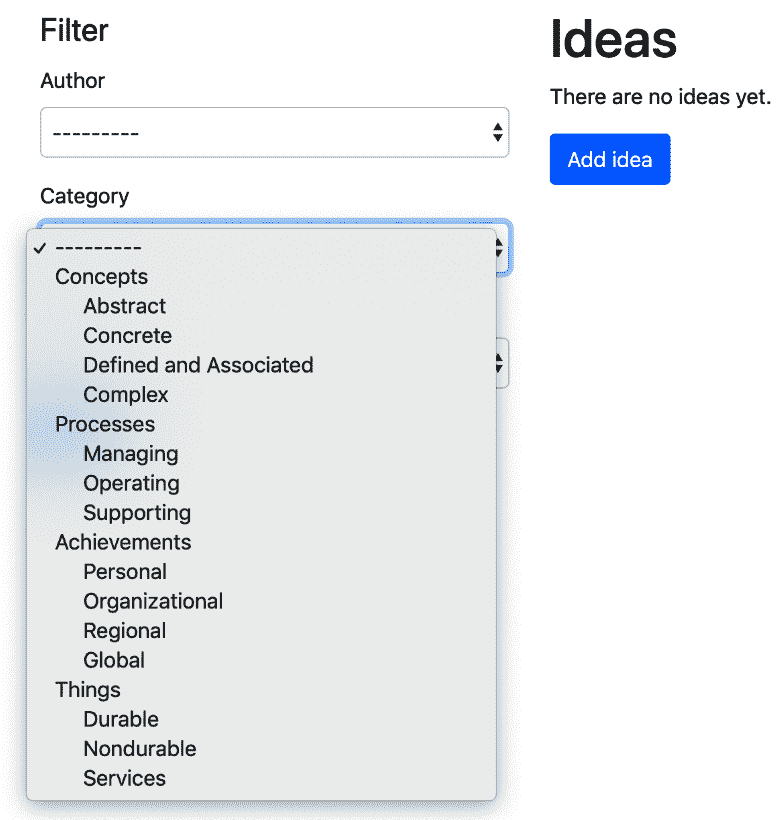 Filter
Author
---------
Category
✓ ---------
Concepts
Abstract
Concrete
Defined and Associated
Complex
Processes
Managing
Operating
Supporting
Achievements
Personal
Organizational
Regional
Global
Things
Durable
Nondurable
Services
Ideas
There are no ideas yet.
Add idea